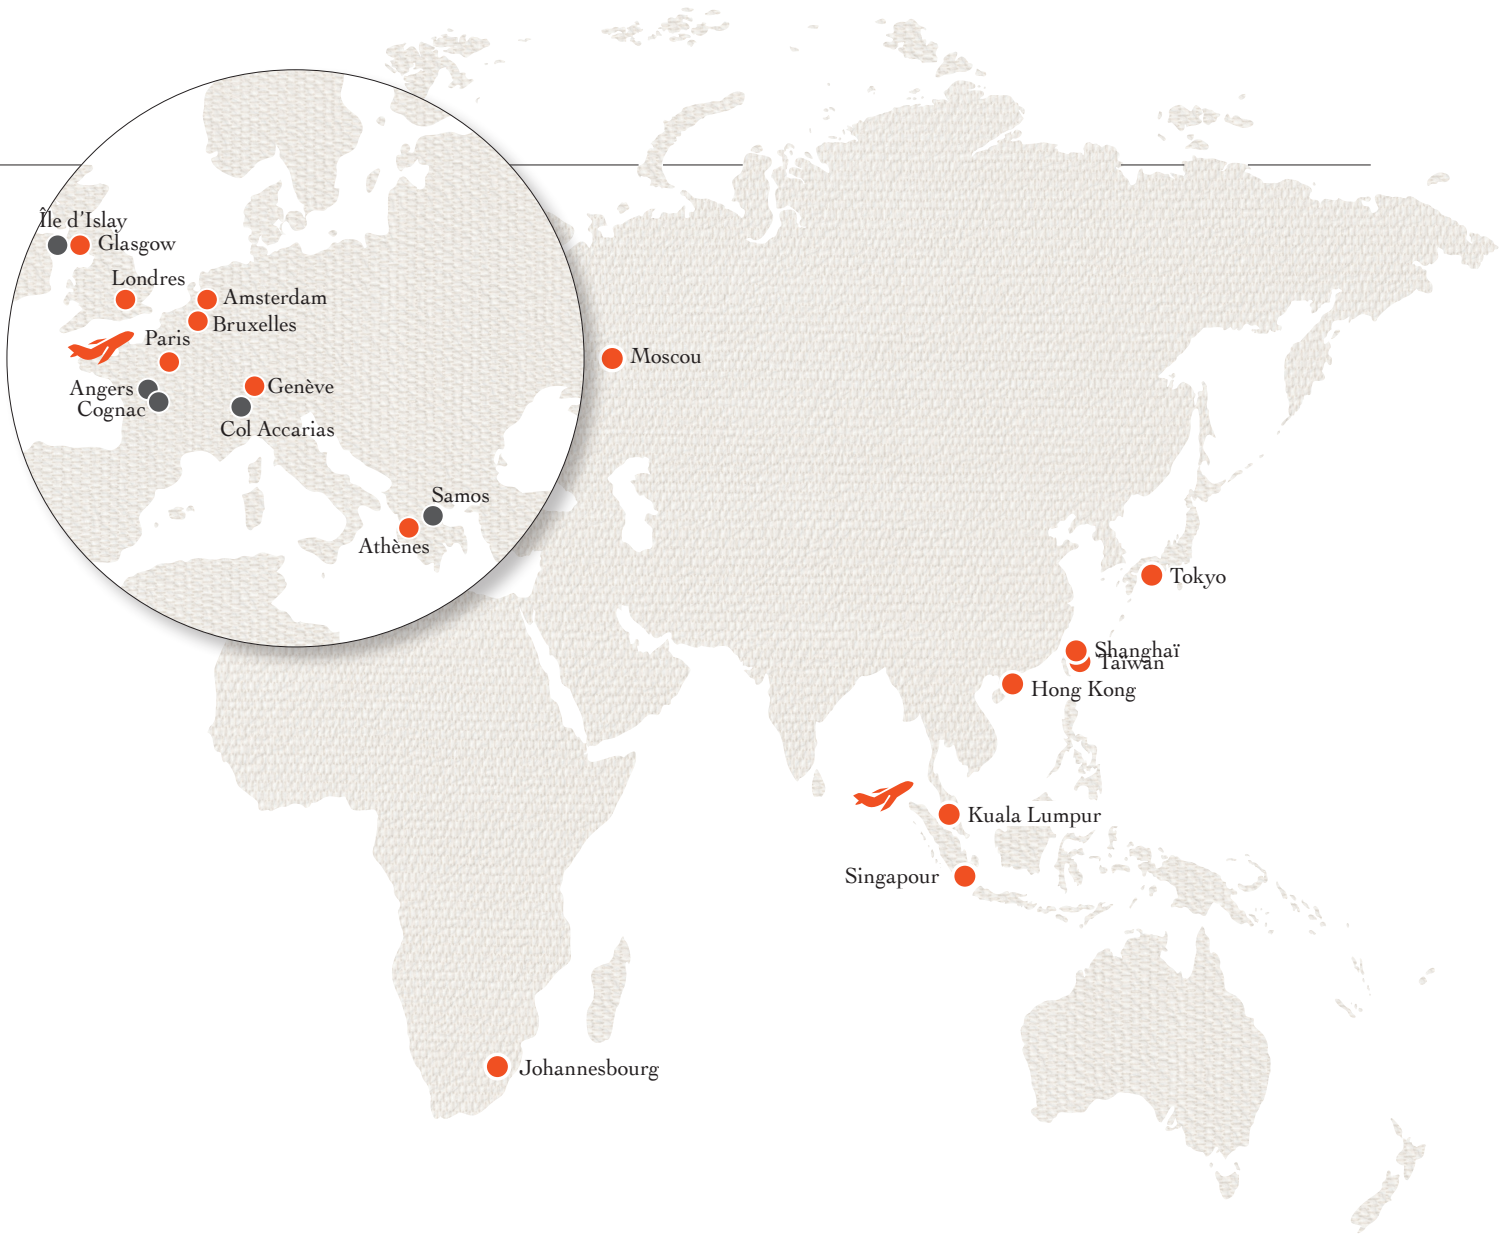 Île d'Islay
Glasgow
Londres
Amsterdam
Bruxelles
Paris
Moscou
Angers
Genève
Cognac
Col Accarias
Samos
Athènes
Tokyo
Shanghaï
Taïwan
Hong Kong
Kuala Lumpur
Singapour
Johannesbourg